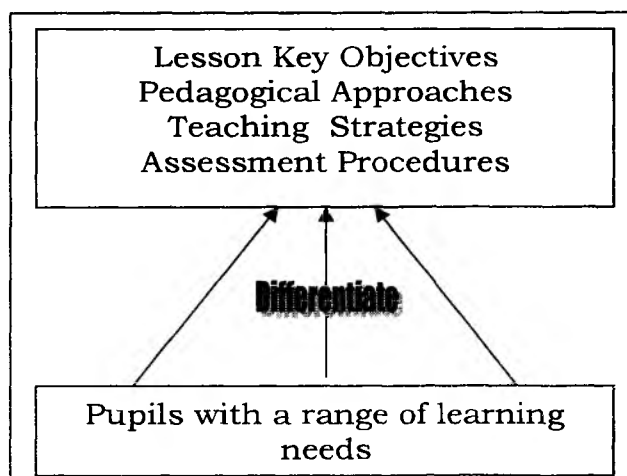 Lesson Key Objectives
Pedagogical Approaches
Teaching Strategies
Assessment Procedures
Differentiate
Pupils with a range of learning
needs